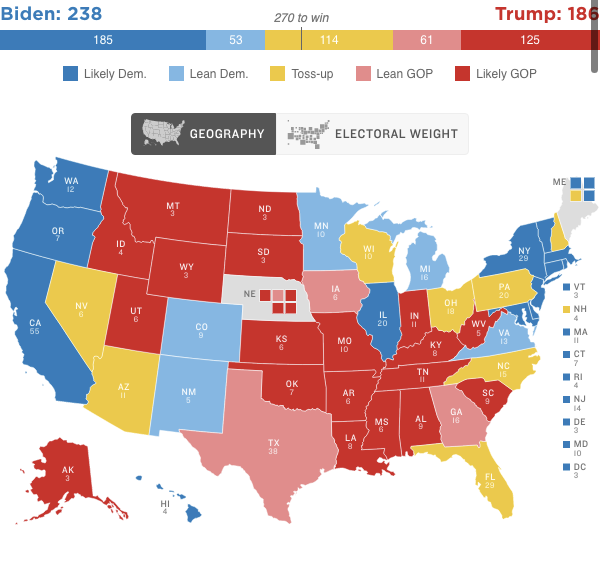 Biden: 238
270 to win
Trump: 186
185
53
114
61
125
Likely Dem.
Lean Dem.
Toss-up
Lean GOP
Likely GOP
GEOGRAPHY
ELECTORAL WEIGHT
WA
12
OR
7
CA
55
NV
6
ID
4
MT
3
WY
3
UT
6
AZ
11
CO
9
NM
5
ND
3
SD
3
NE
KS
6
OK
7
TX
38
MN
10
IA
6
MO
10
AR
6
LA
8
WI
10
IL
20
MI
16
IN
11
OH
18
KY
8
TN
11
MS
6
AL
9
GA
16
FL
29
SC
9
NC
15
VA
13
WV
5
PA
20
NY
29
ME
VT
3
NH
4
MA
11
CT
7
RI
4
NJ
14
DE
3
MD
10
DC
3
AK
3
HI
4